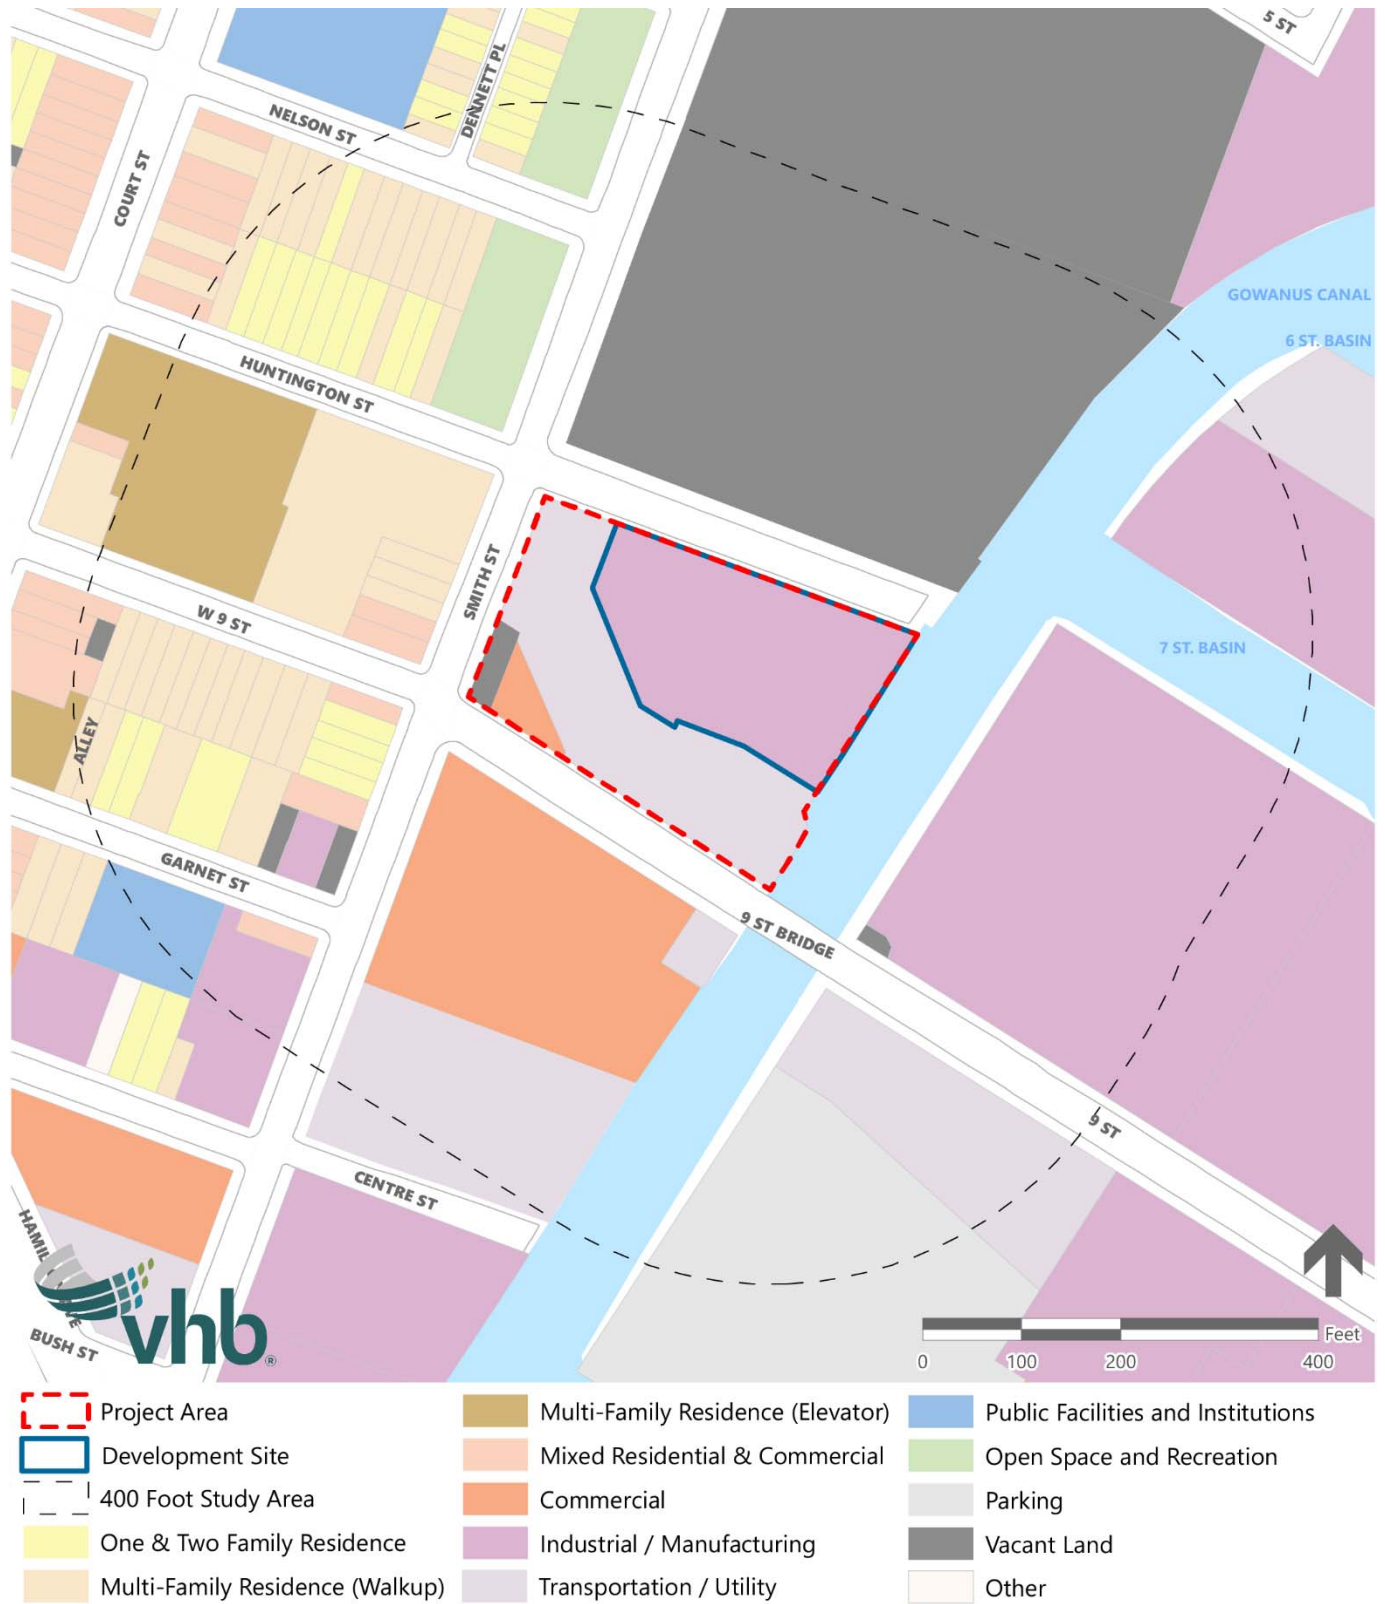 5 ST
DENNETT PL
NELSON ST
COURT ST
GOWANUS CANAL
6 ST. BASIN
HUNTINGTON ST
SMITH ST
W 9 ST
7 ST. BASIN
ALLEY
GARNET ST
9 ST BRIDGE
9 ST
CENTRE ST
BUSH ST
vhb®
Feet
0 100 200 400
Project Area
Development Site
400 Foot Study Area
One & Two Family Residence
Multi-Family Residence (Walkup)
Multi-Family Residence (Elevator)
Mixed Residential & Commercial
Commercial
Industrial / Manufacturing
Transportation / Utility
Public Facilities and Institutions
Open Space and Recreation
Parking
Vacant Land
Other